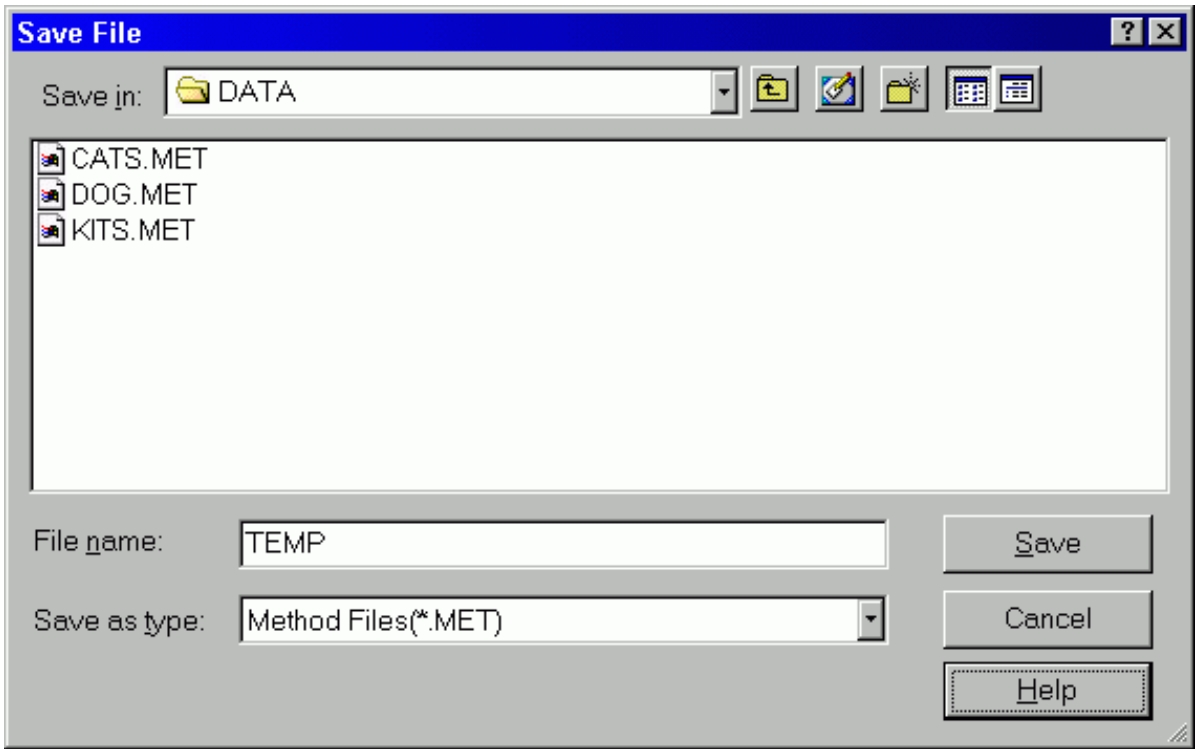 Save File
Save in: DATA
CATS.MET
DOG.MET
KITS.MET
File name: TEMP Save
Save as type: Method Files(*.MET) Cancel
Help